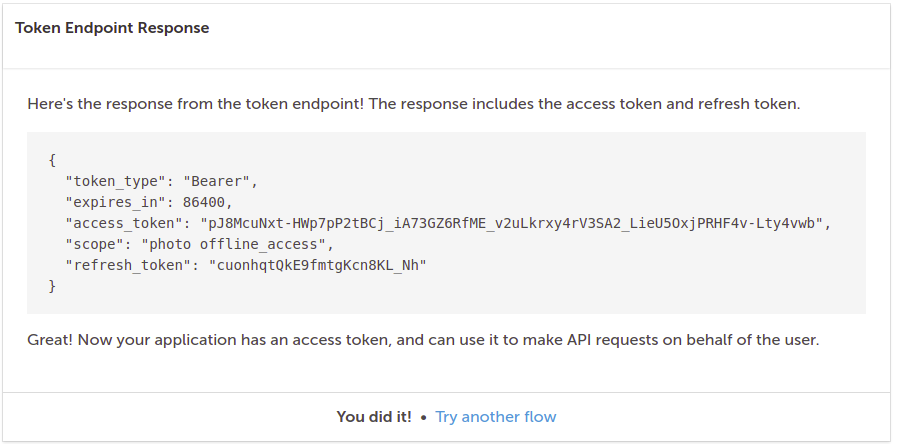 Token Endpoint Response
Here's the response from the token endpoint! The response includes the access token and refresh token.
{
  "token_type": "Bearer",
  "expires_in": 86400,
  "access_token": "pJ8McuNxt-HWp7pP2tBCj_iA73GZ6RfME_v2uLkrxy4rV3SA2_LieU5OxjPRHF4v-Lty4vwb",
  "scope": "photo offline_access",
  "refresh_token": "cuonhqtQkE9fmtgKcn8KL_Nh"
}
Great! Now your application has an access token, and can use it to make API requests on behalf of the user.
You did it! • Try another flow